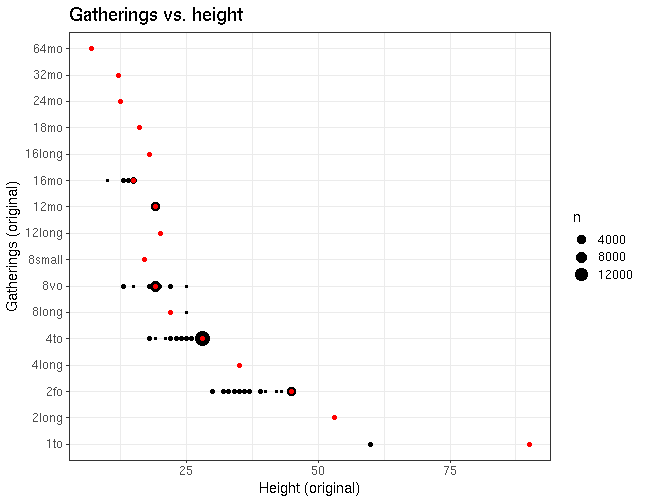 Gatherings vs. height
Gatherings (original)
64mo
32mo
24mo
18mo
16long
16mo
12mo
12long
8small
8vo
8long
4to
4long
2fo
2long
1to
25
50
75
Height (original)
n
4000
8000
12000